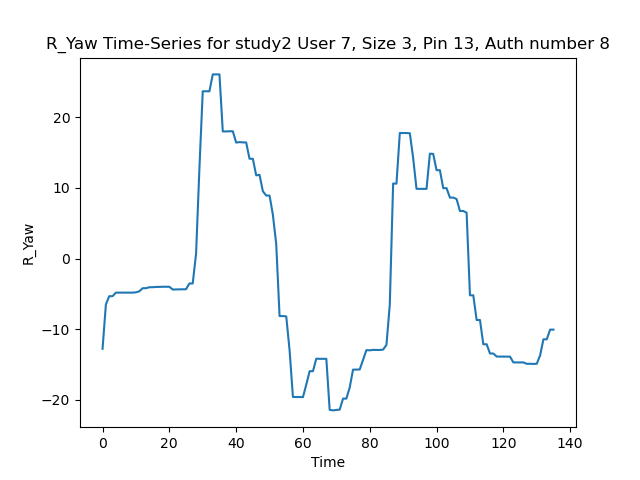 R_Yaw Time-Series for study2 User 7, Size 3, Pin 13, Auth number 8
R_Yaw
20
10
0
−10
−20
0 20 40 60 80 100 120 140
Time